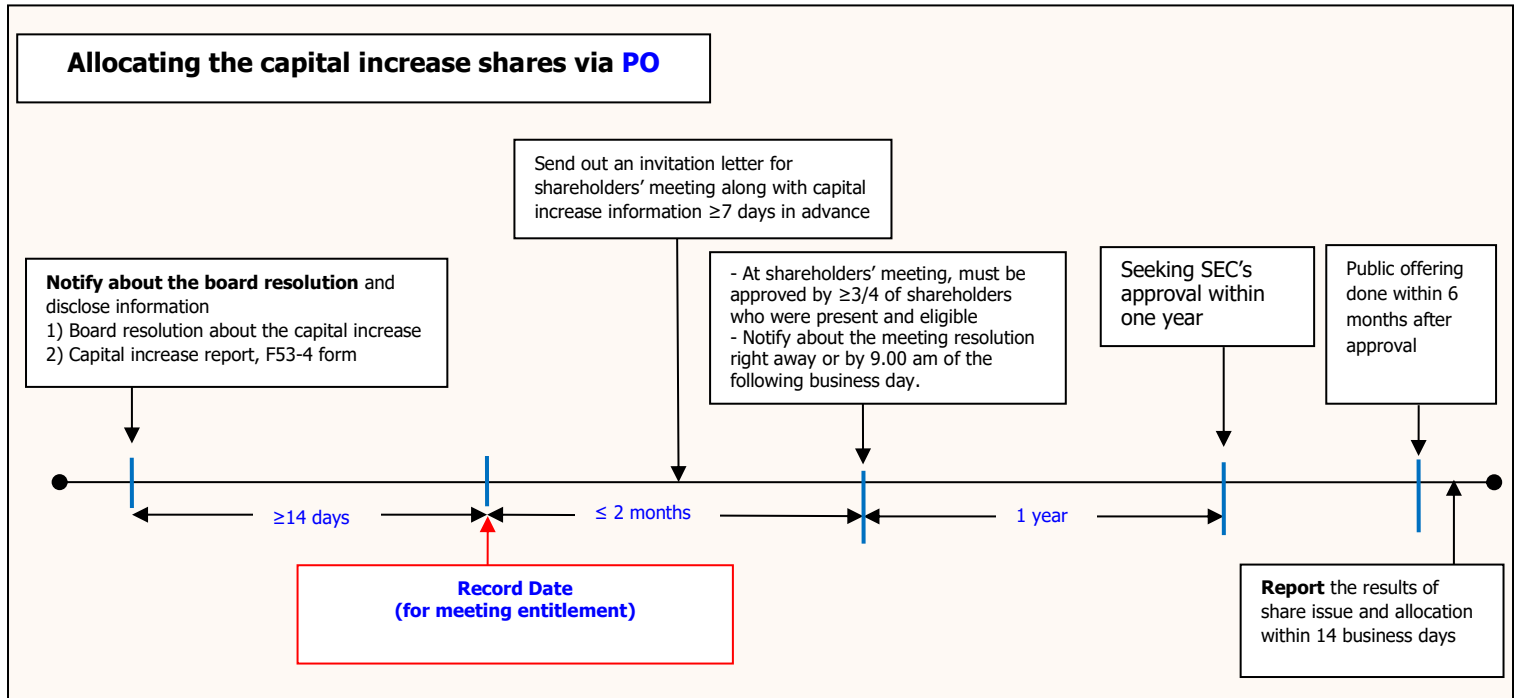 Allocating the capital increase shares via PO
Send out an invitation letter for
shareholders’ meeting along with capital
increase information ≥7 days in advance
Notify about the board resolution and
disclose information
1) Board resolution about the capital increase
2) Capital increase report, F53-4 form
- At shareholders’ meeting, must be
approved by ≥3/4 of shareholders
who were present and eligible
- Notify about the meeting resolution
right away or by 9.00 am of the
following business day.
Seeking SEC’s
approval within
one year
Public offering
done within 6
months after
approval
≥14 days
≤ 2 months
1 year
Record Date
(for meeting entitlement)
Report the results of
share issue and allocation
within 14 business days